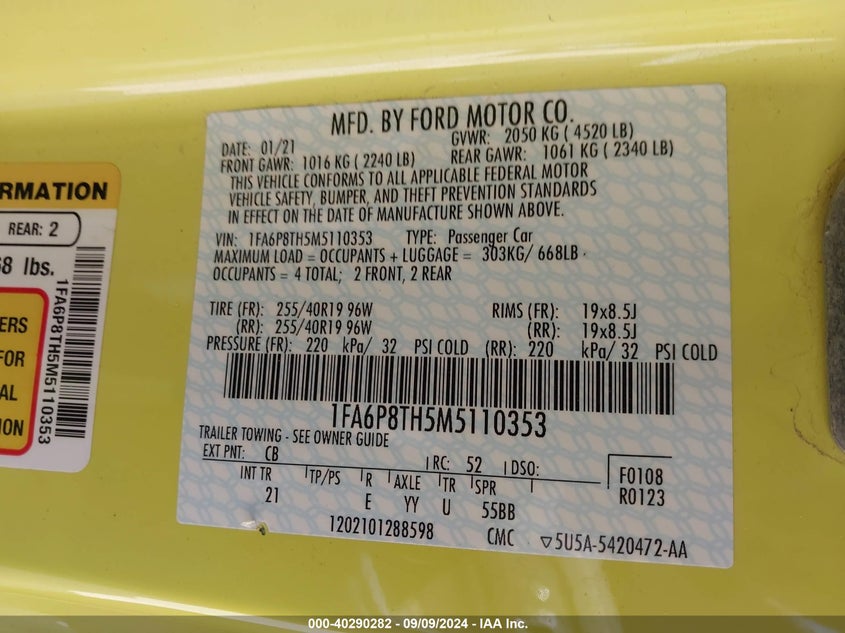 MFD. BY FORD MOTOR CO.
DATE: 01/21 GVWR: 2050 KG ( 4520 LB)
FRONT GAWR: 1016 KG ( 2240 LB) REAR GAWR: 1061 KG ( 2340 LB)
THIS VEHICLE CONFORMS TO ALL APPLICABLE FEDERAL MOTOR
VEHICLE SAFETY, BUMPER, AND THEFT PREVENTION STANDARDS
IN EFFECT ON THE DATE OF MANUFACTURE SHOWN ABOVE.
VIN: 1FA6P8TH5M5110353 TYPE: Passenger Car
MAXIMUM LOAD = OCCUPANTS + LUGGAGE = 303KG/ 668LB
OCCUPANTS = 4 TOTAL; 2 FRONT, 2 REAR
TIRE (FR): 255/40R19 96W RIMS (FR): 19x8.5J
(RR): 255/40R19 96W (RR): 19x8.5J
PRESSURE (FR): 220 kPa/ 32 PSI COLD (RR): 220 kPa/ 32 PSI COLD
1FA6P8TH5M5110353
TRAILER TOWING - SEE OWNER GUIDE
EXT PNT: CB RC: 52 DSO: F0108
INT TR TP/PS R AXLE TR SPR R0123
21 E YY U 55BB
1202101288598 CMC ▽5U5A-5420472-AA
RMATION
REAR: 2
68 lbs.
ERS
FOR
AL
ION
1FA6P8TH5M5110353
000-40290282 - 09/09/2024 - IAA Inc.